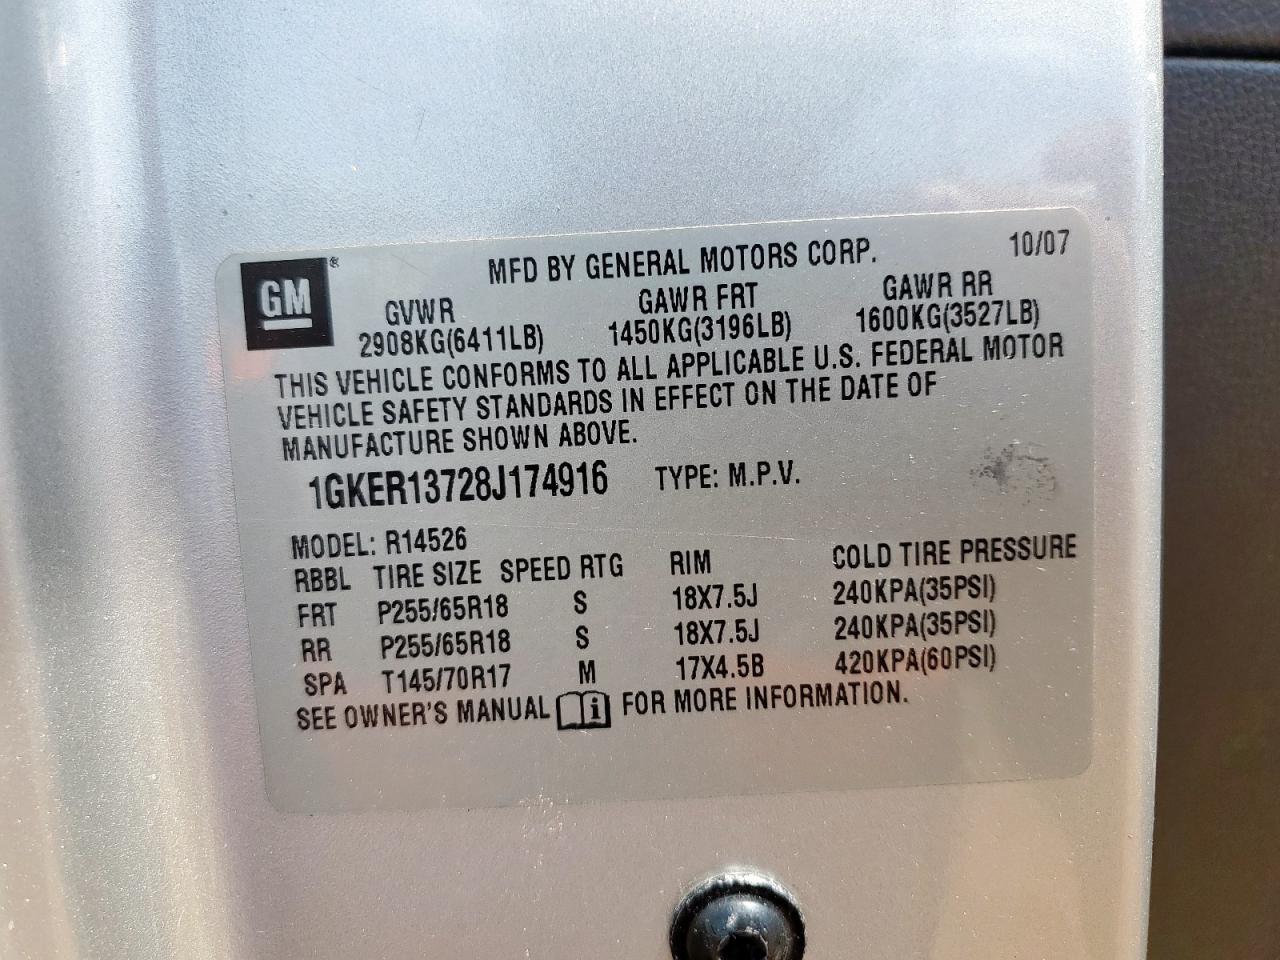 GM
®
MFD BY GENERAL MOTORS CORP. 10/07
GVWR GAWR FRT GAWR RR
2908KG(6411LB) 1450KG(3196LB) 1600KG(3527LB)
THIS VEHICLE CONFORMS TO ALL APPLICABLE U.S. FEDERAL MOTOR
VEHICLE SAFETY STANDARDS IN EFFECT ON THE DATE OF
MANUFACTURE SHOWN ABOVE.
1GKER13728J174916 TYPE: M.P.V.
MODEL: R14526
RBBL TIRE SIZE SPEED RTG RIM COLD TIRE PRESSURE
FRT P255/65R18 S 18X7.5J 240KPA(35PSI)
RR P255/65R18 S 18X7.5J 240KPA(35PSI)
SPA T145/70R17 M 17X4.5B 420KPA(60PSI)
SEE OWNER'S MANUAL i FOR MORE INFORMATION.